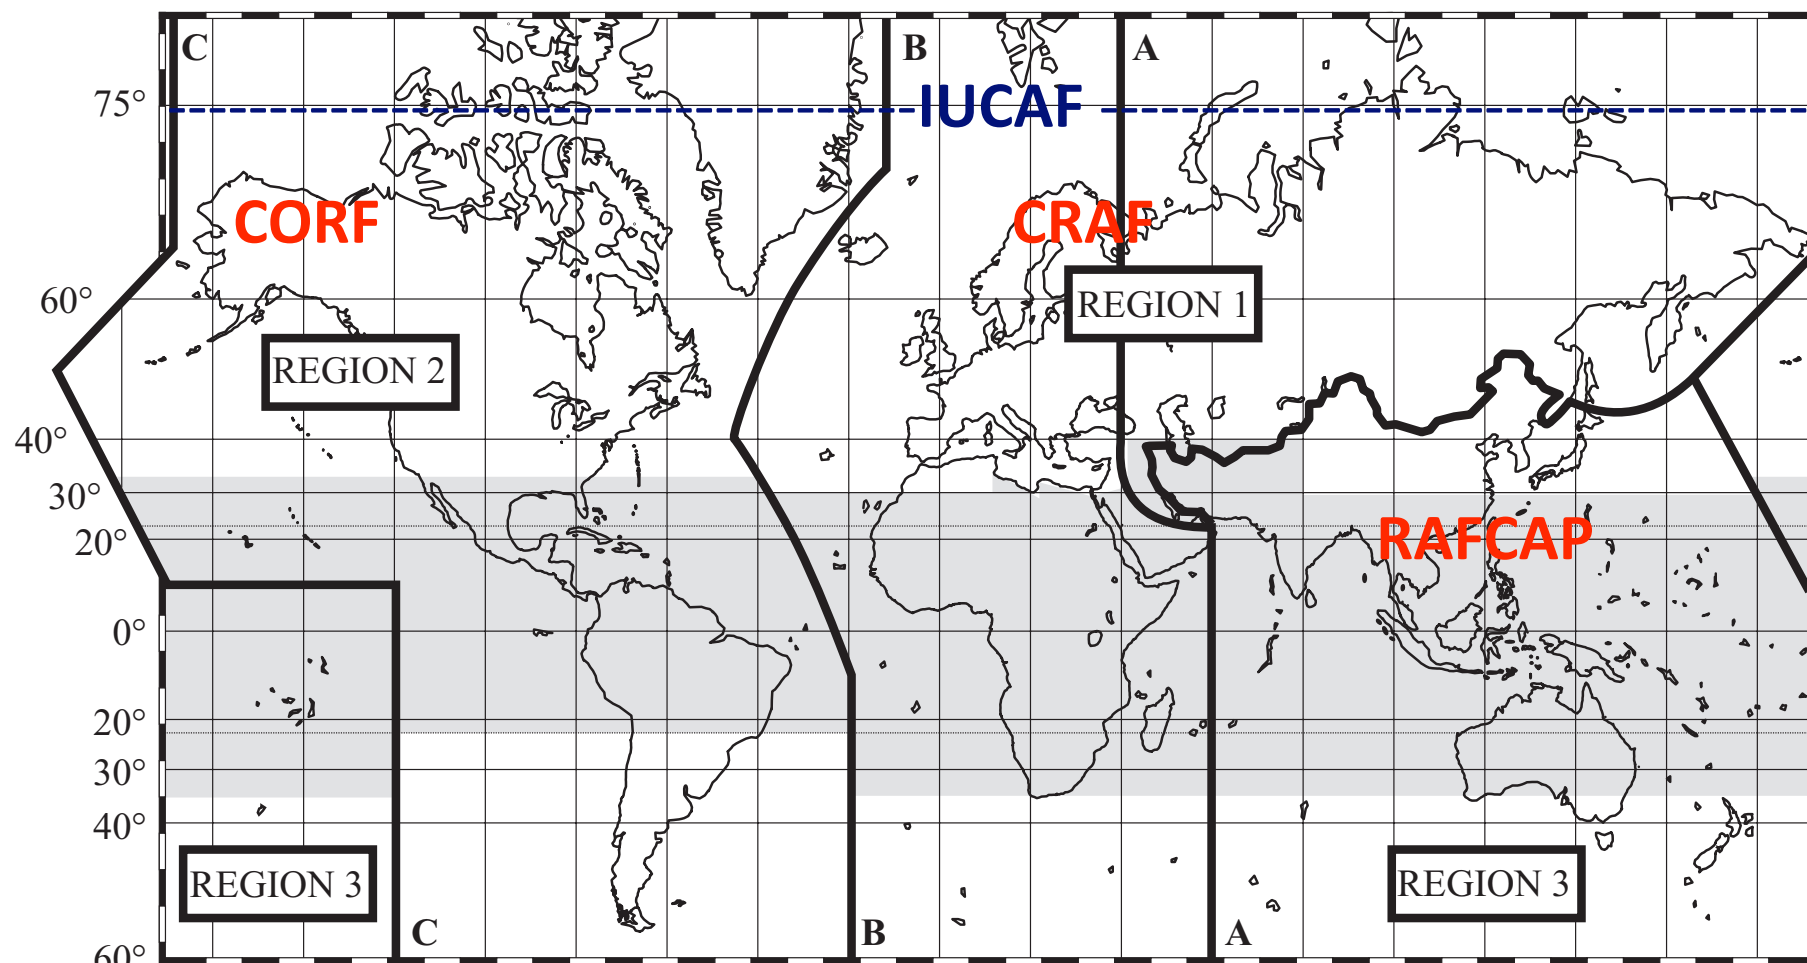 C
B
A
75°
IUCAF
CORF
CRAF
60°
REGION 1
REGION 2
40°
30°
20°
RAFCAP
0°
20°
30°
40°
REGION 3
REGION 3
C
B
A
60°